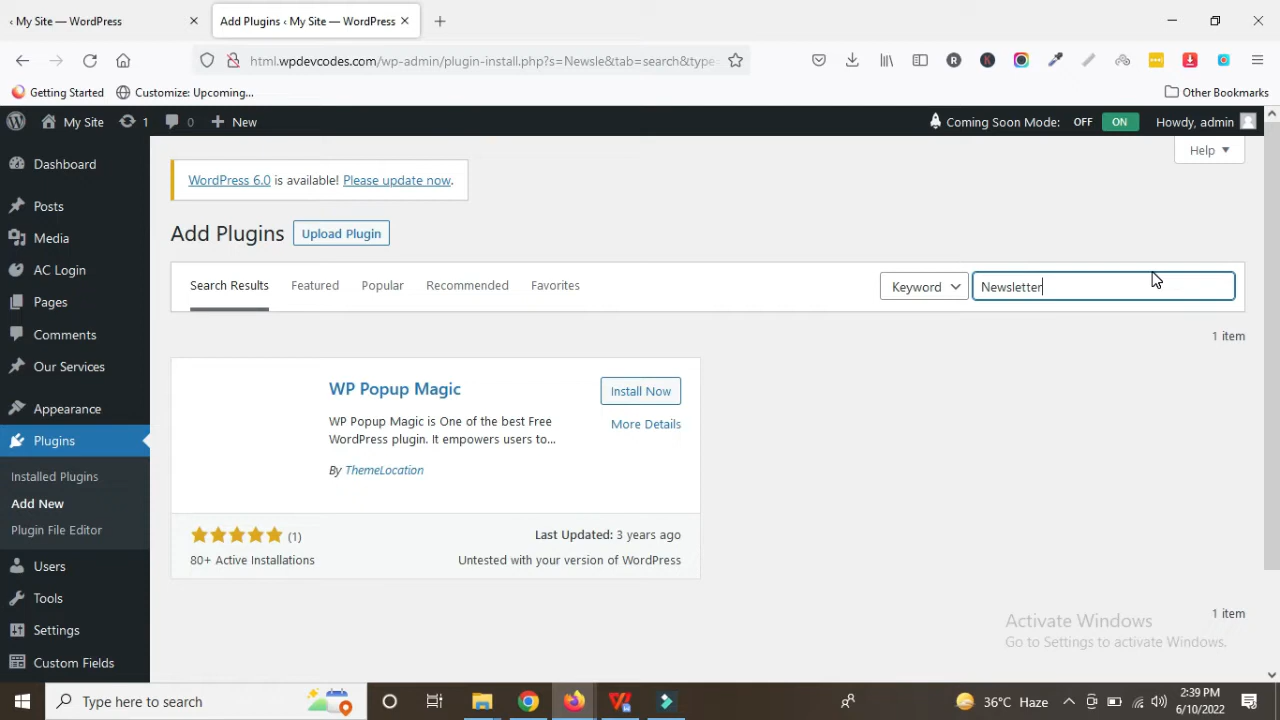 ‹ My Site — WordPress
Add Plugins ‹ My Site — WordPress
html.wpdevcodes.com/wp-admin/plugin-install.php?s=Newsle&tab=search&type=
Getting Started
Customize: Upcoming...
Other Bookmarks
My Site
1
0
New
Coming Soon Mode:
OFF
ON
Howdy, admin
Dashboard
Posts
Media
AC Login
Pages
Comments
Our Services
Appearance
Plugins
Installed Plugins
Add New
Plugin File Editor
Users
Tools
Settings
Custom Fields
Help
WordPress 6.0 is available! Please update now.
Add Plugins
Upload Plugin
Search Results
Featured
Popular
Recommended
Favorites
Keyword
Newsletter
1 item
WP Popup Magic
Install Now
More Details
WP Popup Magic is One of the best Free
WordPress plugin. It empowers users to...
By ThemeLocation
(1)
Last Updated: 3 years ago
80+ Active Installations
Untested with your version of WordPress
1 item
Activate Windows
Go to Settings to activate Windows.
Type here to search
36°C Haze
2:39 PM
6/10/2022